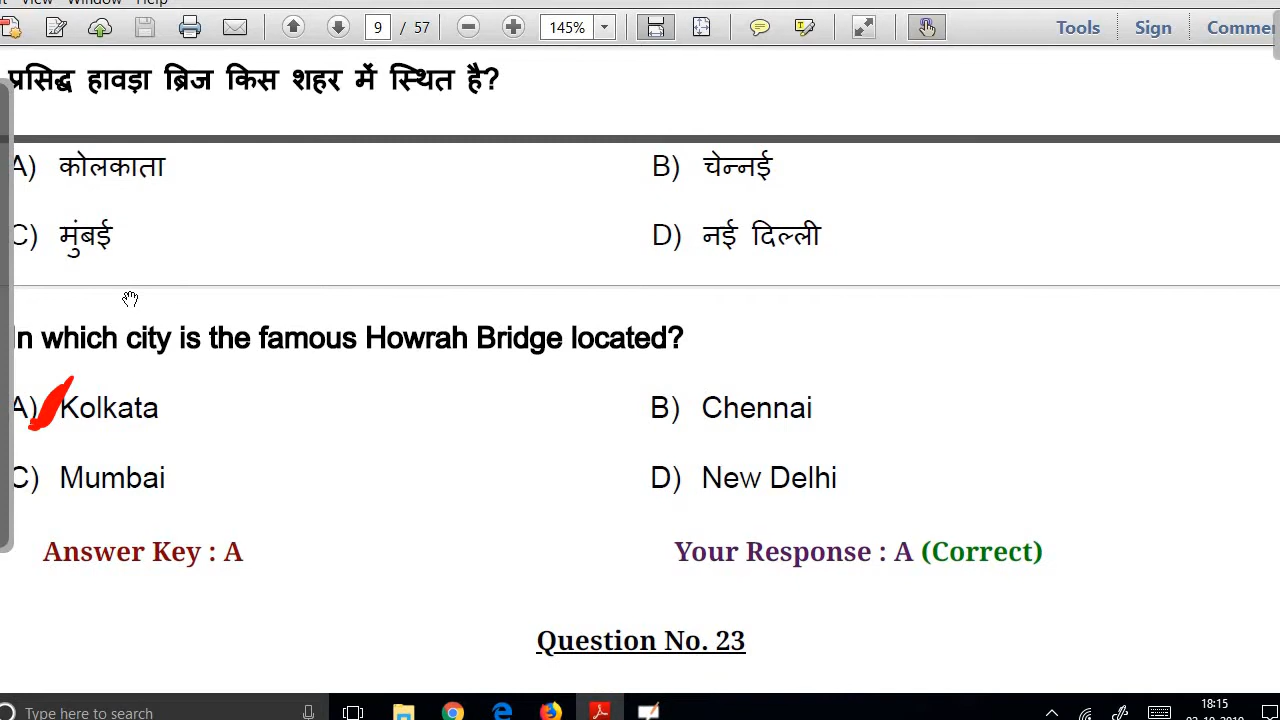 Window Help
9 / 57 145% Tools Sign
प्रसिद्ध हावड़ा ब्रिज किस शहर में स्थित है?
A) कोलकाता B) चेन्नई
C) मुंबई D) नई दिल्ली
In which city is the famous Howrah Bridge located?
A) Kolkata B) Chennai
C) Mumbai D) New Delhi
Answer Key : A Your Response : A (Correct)
Question No. 23
18:15
Type here to search